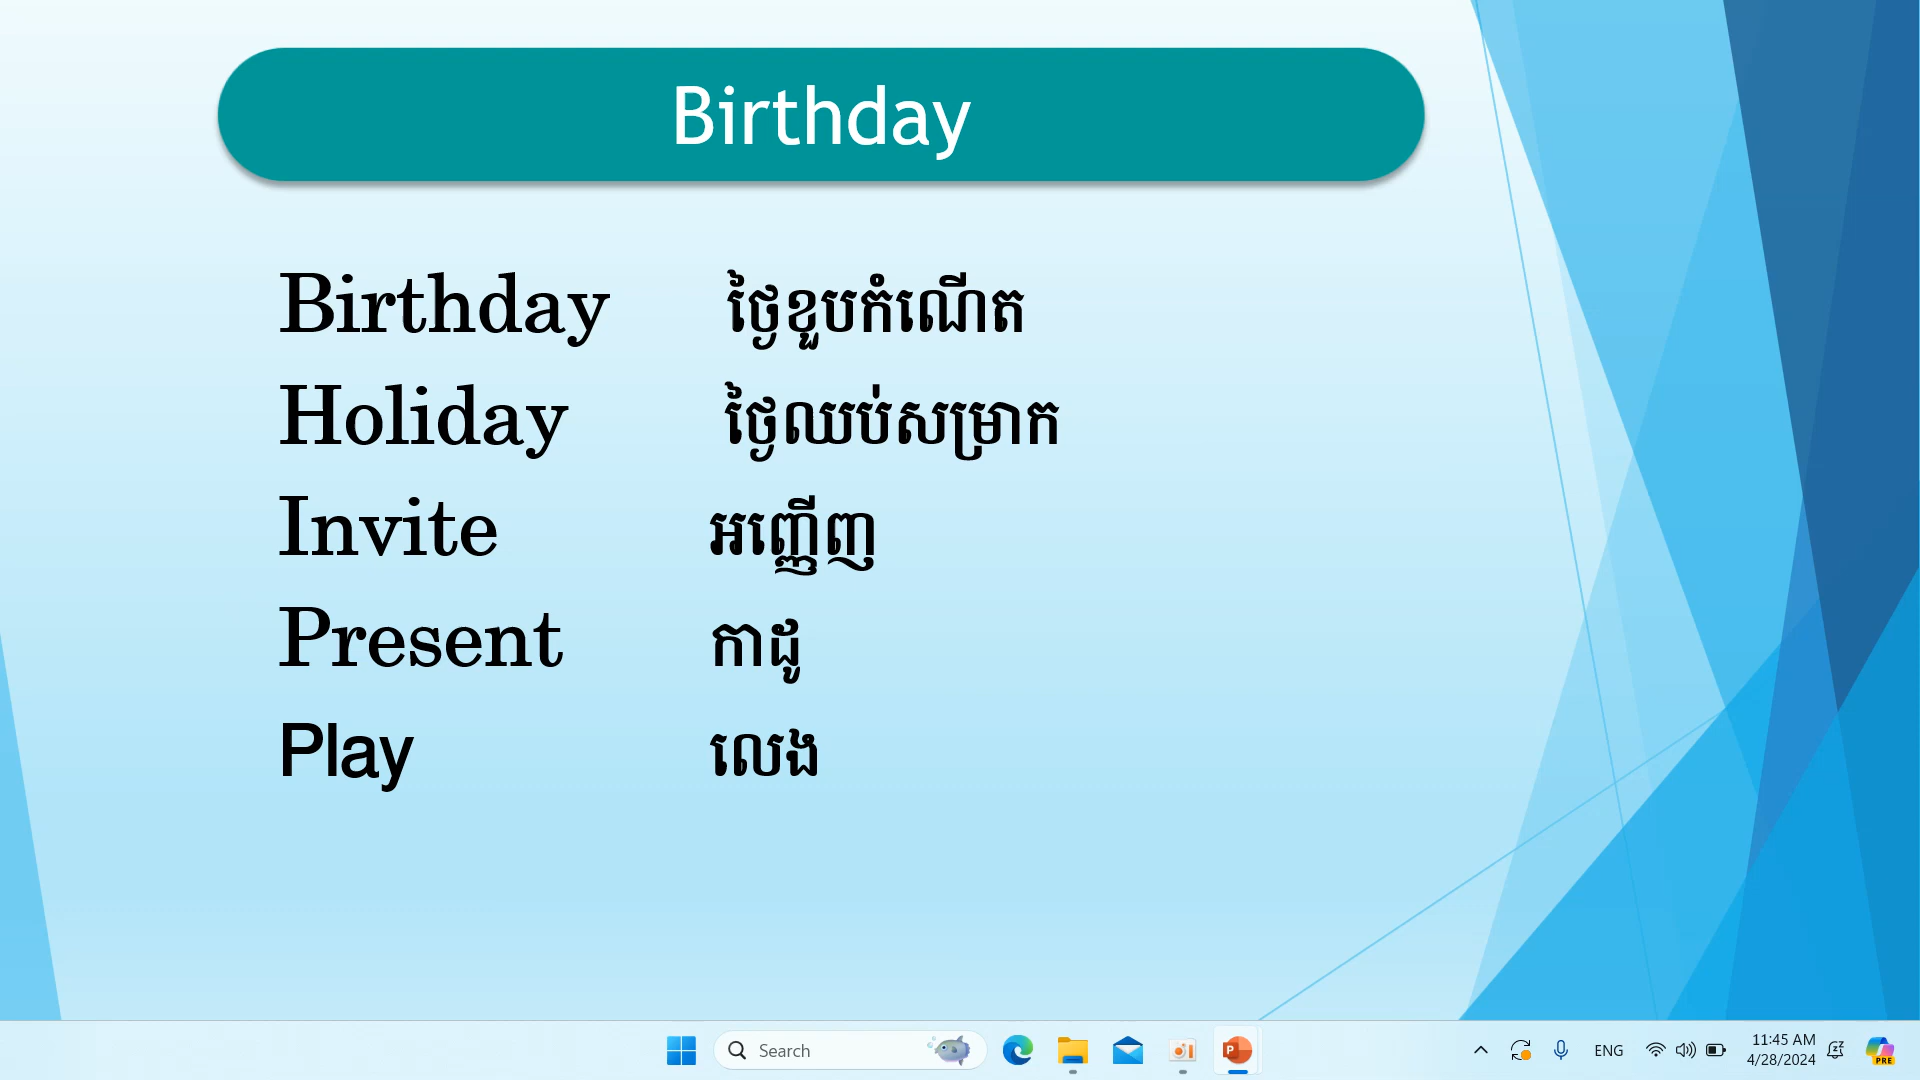 Birthday
Birthday ថ្ងៃខួបកំណើត
Holiday ថ្ងៃឈប់សម្រាក
Invite អញ្ជើញ
Present កាដូ
Play លេង
Search
ENG
11:45 AM
4/28/2024
PRE